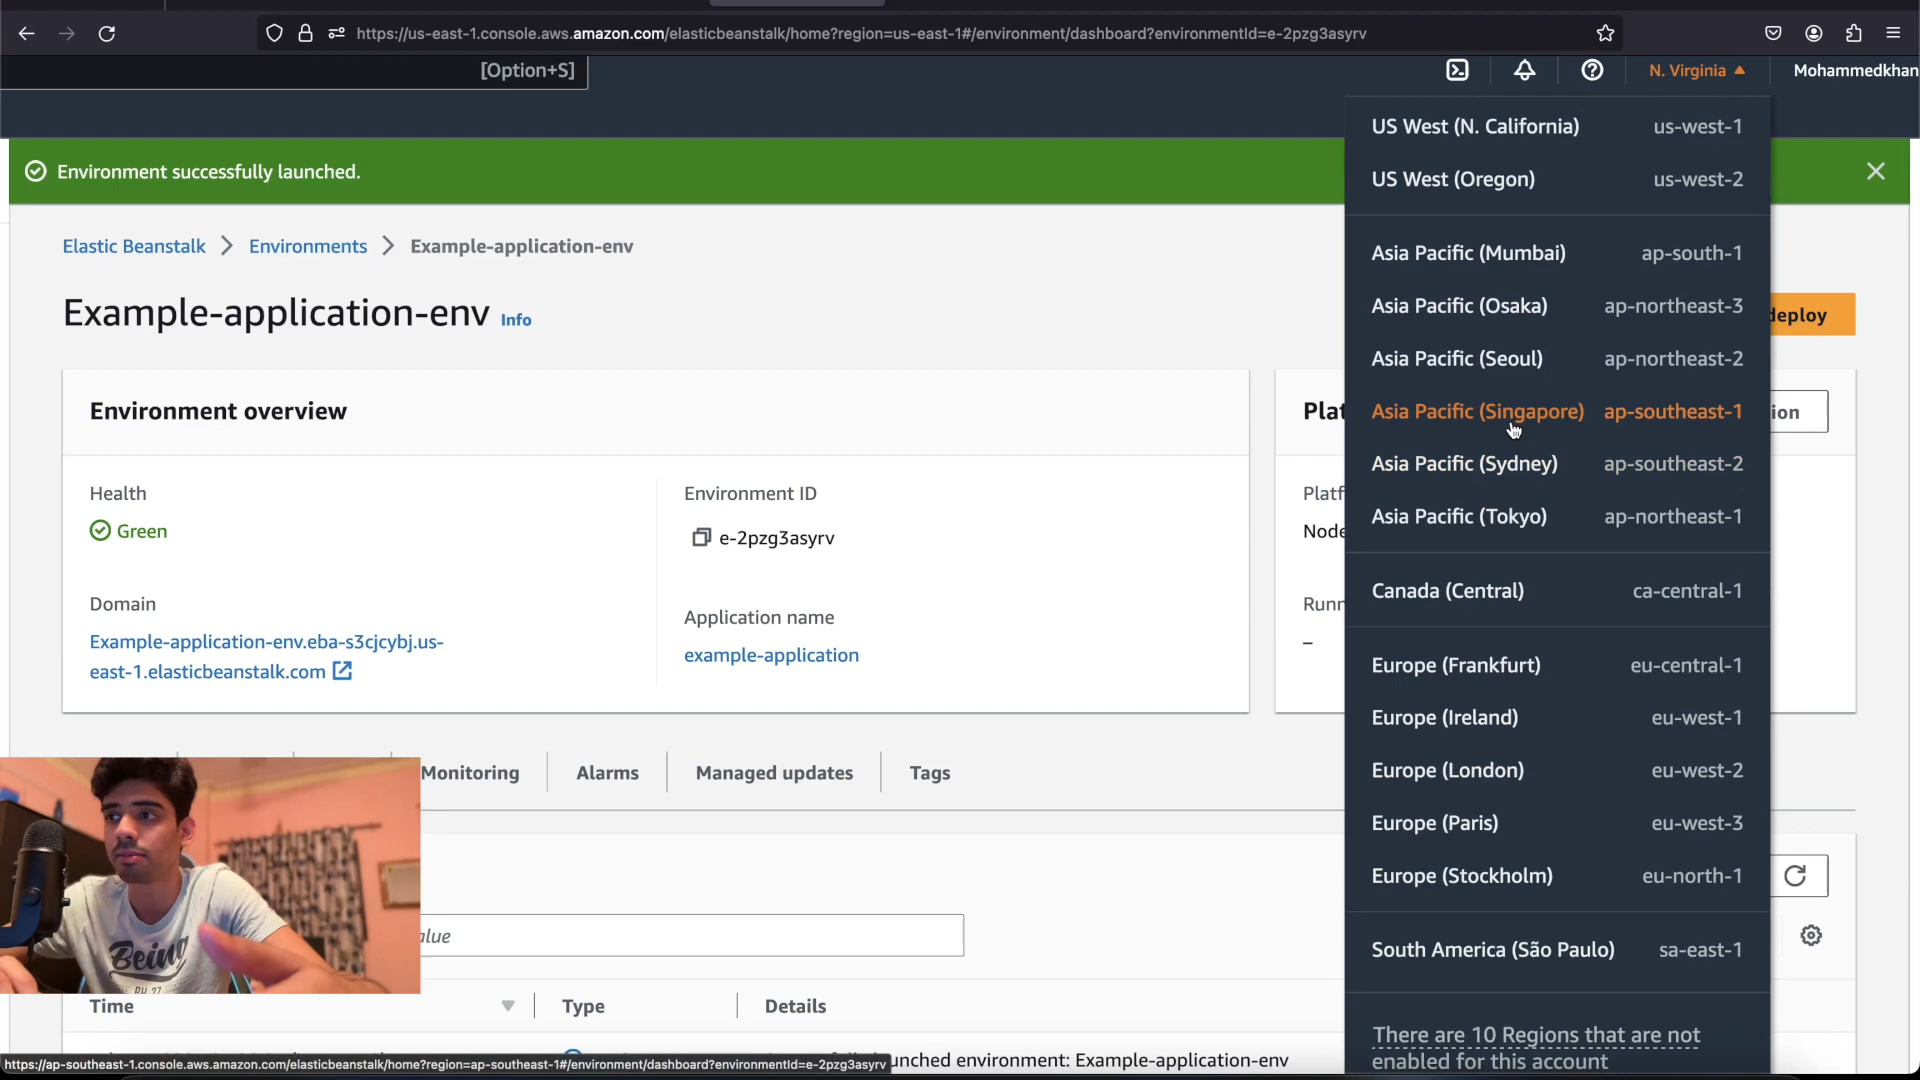 https://us-east-1.console.aws.amazon.com/elasticbeanstalk/home?region=us-east-1#/environment/dashboard?environmentId=e-2pzg3asyrv
[Option+S]
N. Virginia
Mohammedkhan
Environment successfully launched.
Elastic Beanstalk
Environments
Example-application-env
Example-application-env Info
deploy
Environment overview
Health
Green
Domain
Example-application-env.eba-s3cjcybj.us-
east-1.elasticbeanstalk.com
Environment ID
e-2pzg3asyrv
Application name
example-application
Plat
ion
Platf
Node
Runn
–
US West (N. California) us-west-1
US West (Oregon) us-west-2
Asia Pacific (Mumbai) ap-south-1
Asia Pacific (Osaka) ap-northeast-3
Asia Pacific (Seoul) ap-northeast-2
Asia Pacific (Singapore) ap-southeast-1
Asia Pacific (Sydney) ap-southeast-2
Asia Pacific (Tokyo) ap-northeast-1
Canada (Central) ca-central-1
Europe (Frankfurt) eu-central-1
Europe (Ireland) eu-west-1
Europe (London) eu-west-2
Europe (Paris) eu-west-3
Europe (Stockholm) eu-north-1
South America (São Paulo) sa-east-1
There are 10 Regions that are not
enabled for this account
Monitoring
Alarms
Managed updates
Tags
alue
Being
Time
Type
Details
unched environment: Example-application-env
https://ap-southeast-1.console.aws.amazon.com/elasticbeanstalk/home?region=ap-southeast-1#/environment/dashboard?environmentId=e-2pzg3asyrv